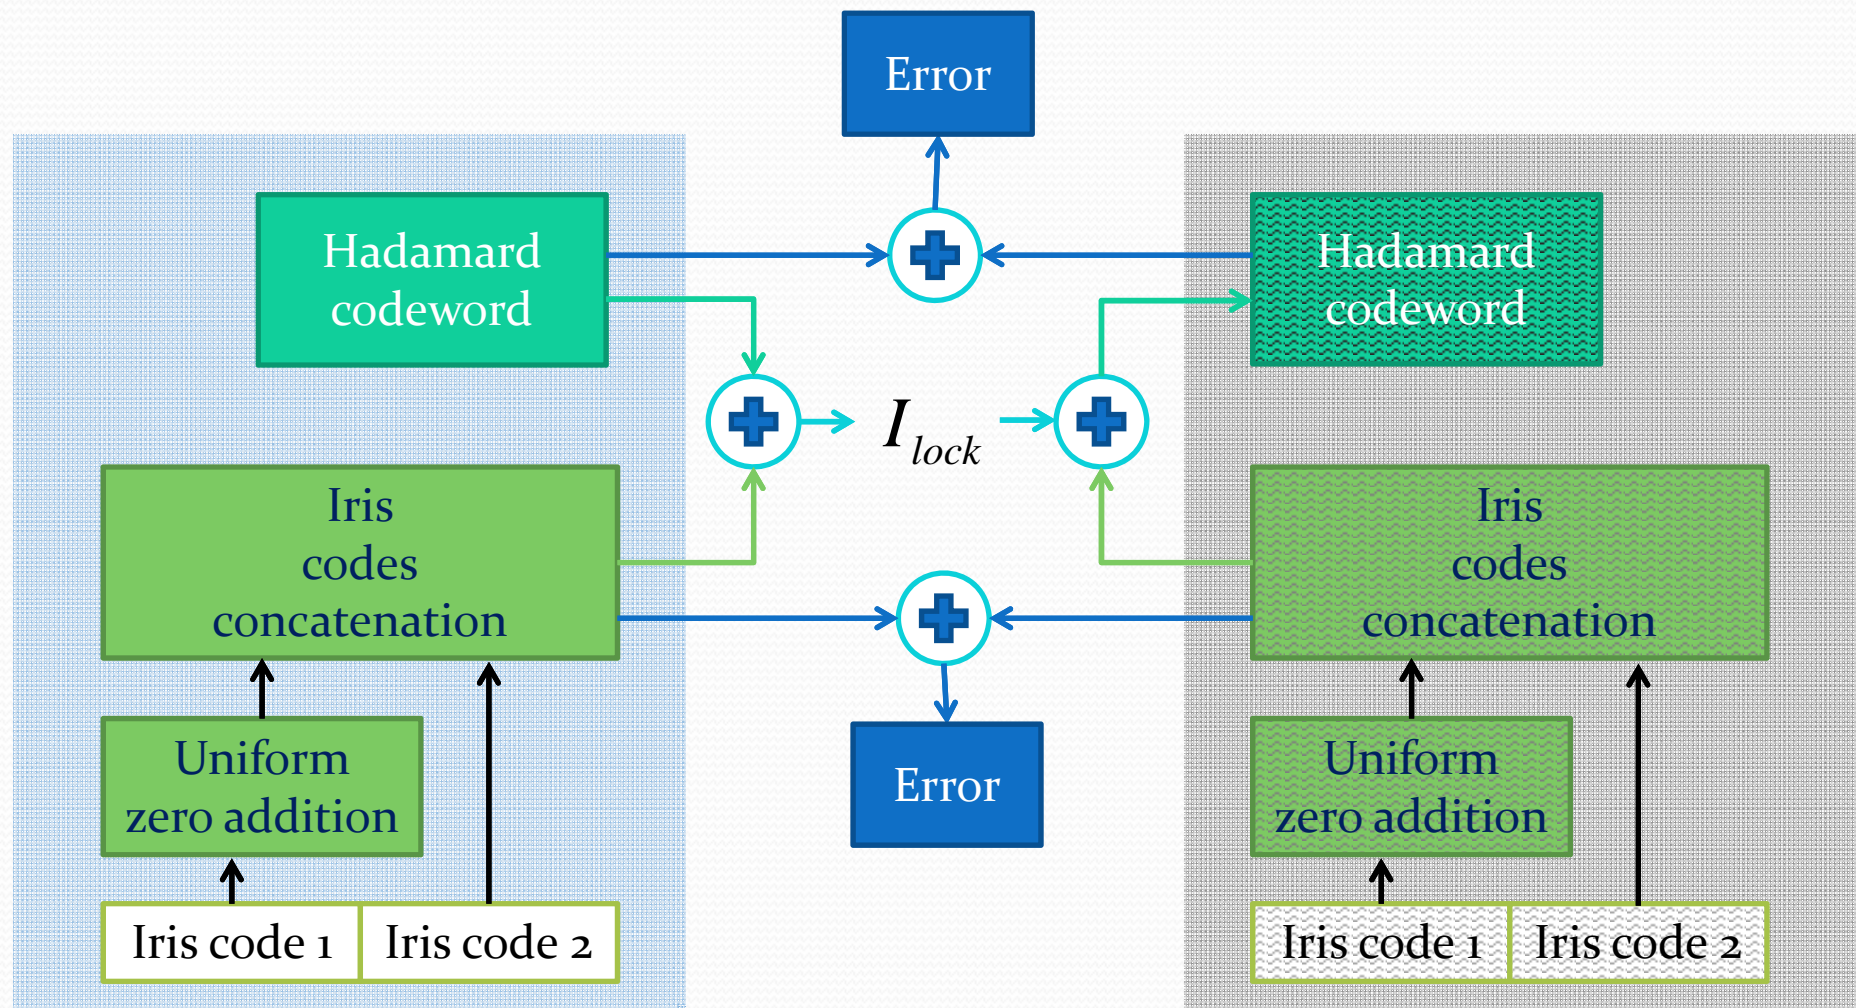 Error
Hadamard
codeword
Hadamard
codeword
I_lock
Iris
codes
concatenation
Iris
codes
concatenation
Uniform
zero addition
Error
Uniform
zero addition
Iris code 1
Iris code 2
Iris code 1
Iris code 2